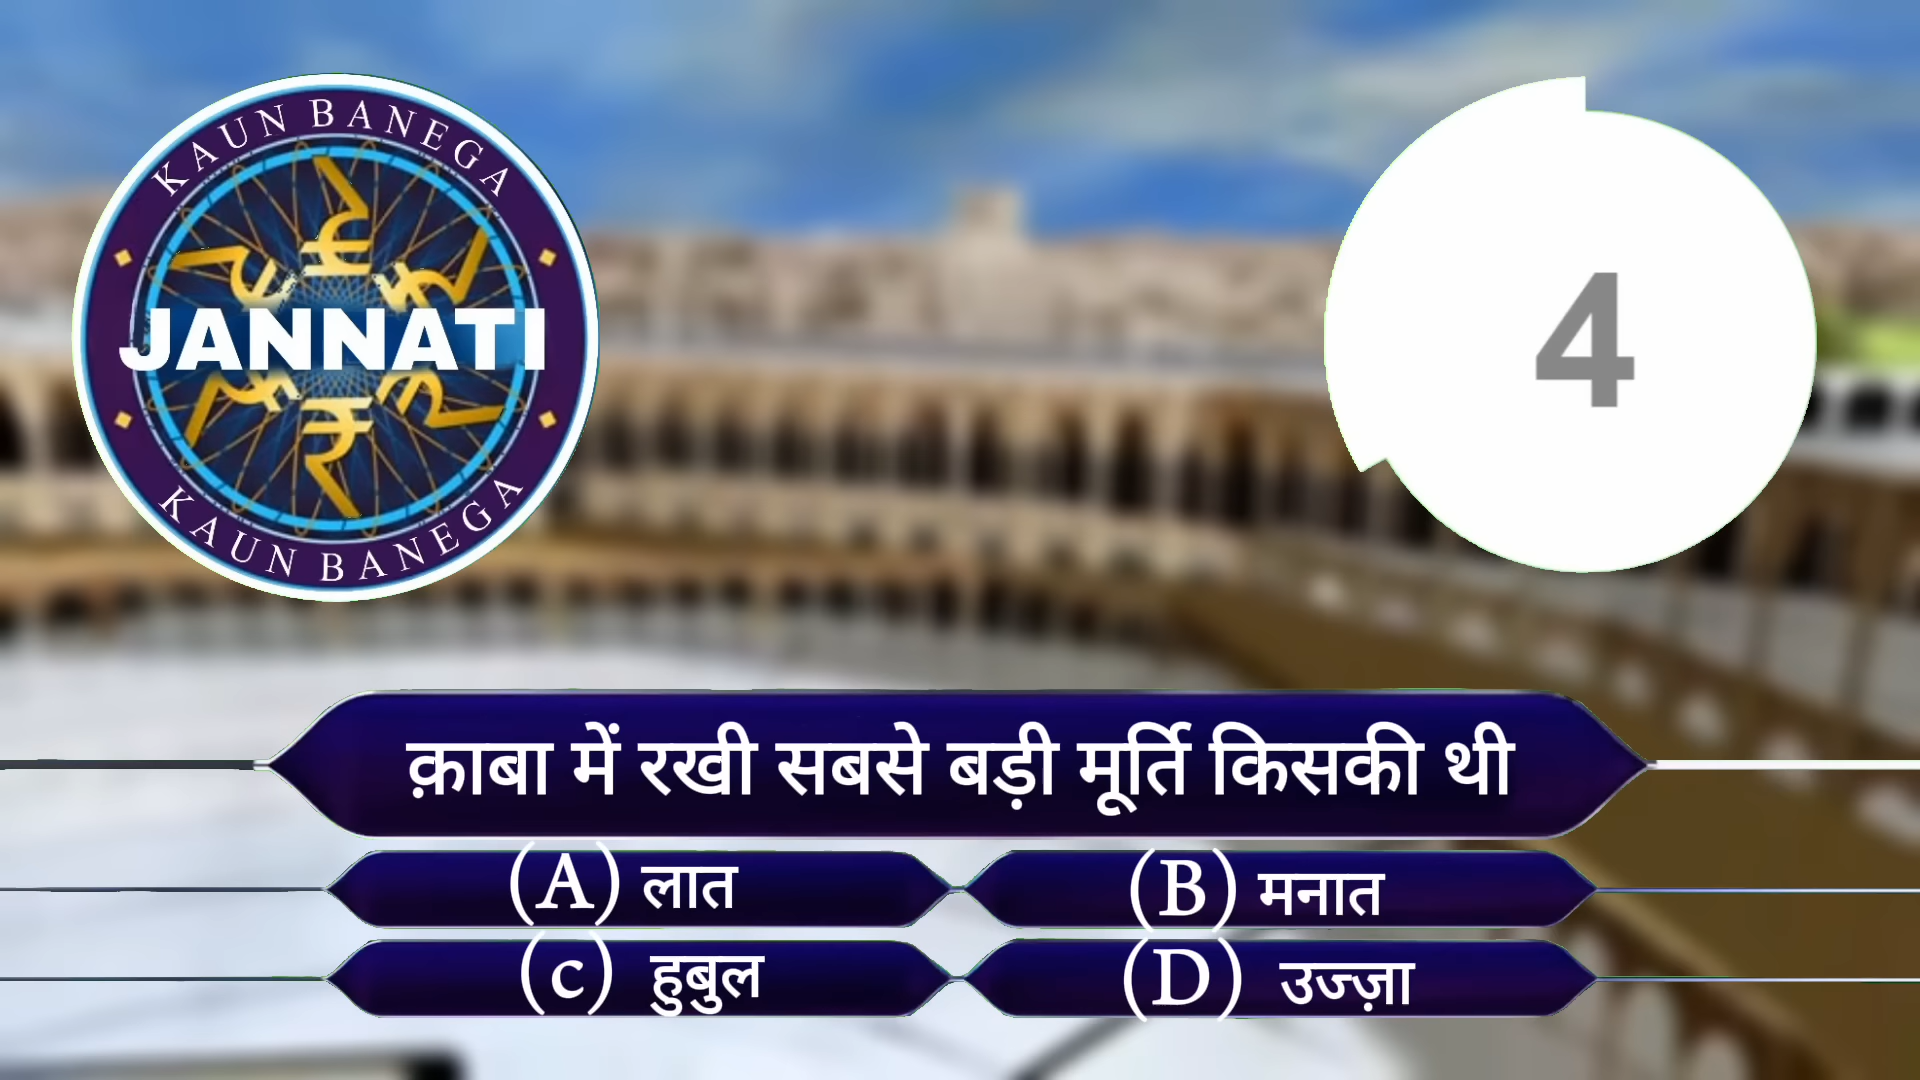 KAUN BANEGA
JANNATI
KAUN BANEGA
4
क़ाबा में रखी सबसे बड़ी मूर्ति किसकी थी
(A) लात
(B) मनात
(c) हुबुल
(D) उज्ज़ा